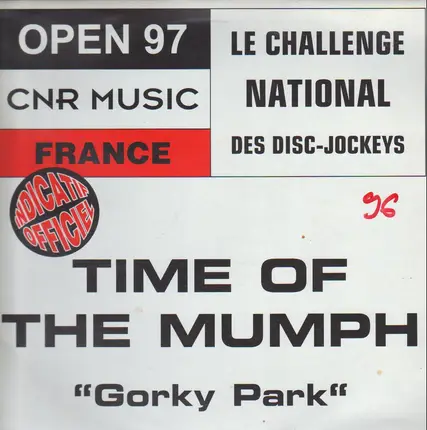 OPEN 97
CNR MUSIC
FRANCE
LE CHALLENGE
NATIONAL
DES DISC-JOCKEYS
INDICATIF
OFFICIEL
96
TIME OF
THE MUMPH
“Gorky Park“